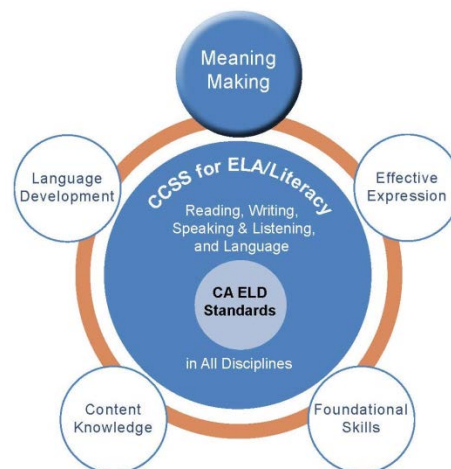 Meaning
Making
Language
Development
Effective
Expression
CCSS for ELA/Literacy
Reading, Writing,
Speaking & Listening,
and Language
CA ELD
Standards
in All Disciplines
Content
Knowledge
Foundational
Skills